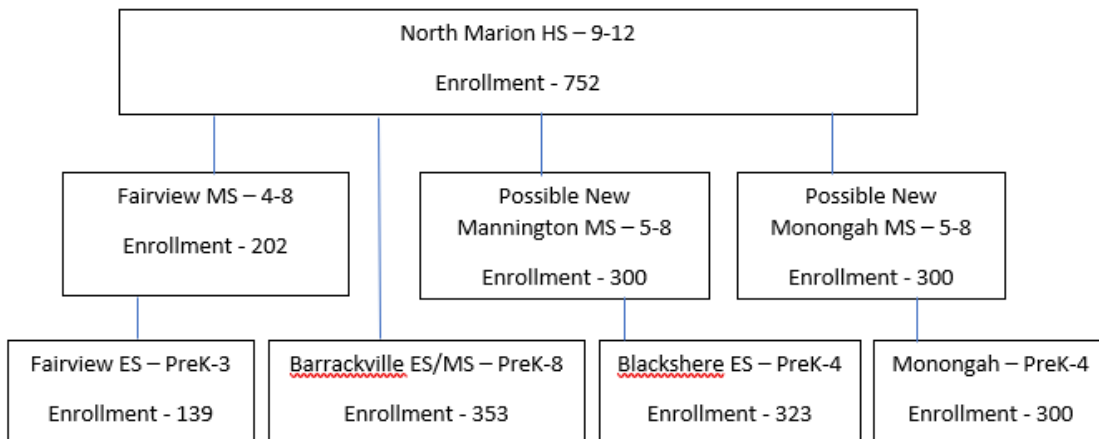 North Marion HS – 9-12
Enrollment - 752
Fairview MS – 4-8
Enrollment - 202
Possible New
Mannington MS – 5-8
Enrollment - 300
Possible New
Monongah MS – 5-8
Enrollment - 300
Fairview ES – PreK-3
Enrollment - 139
Barrackville ES/MS – PreK-8
Enrollment - 353
Blackshere ES – PreK-4
Enrollment - 323
Monongah – PreK-4
Enrollment - 300